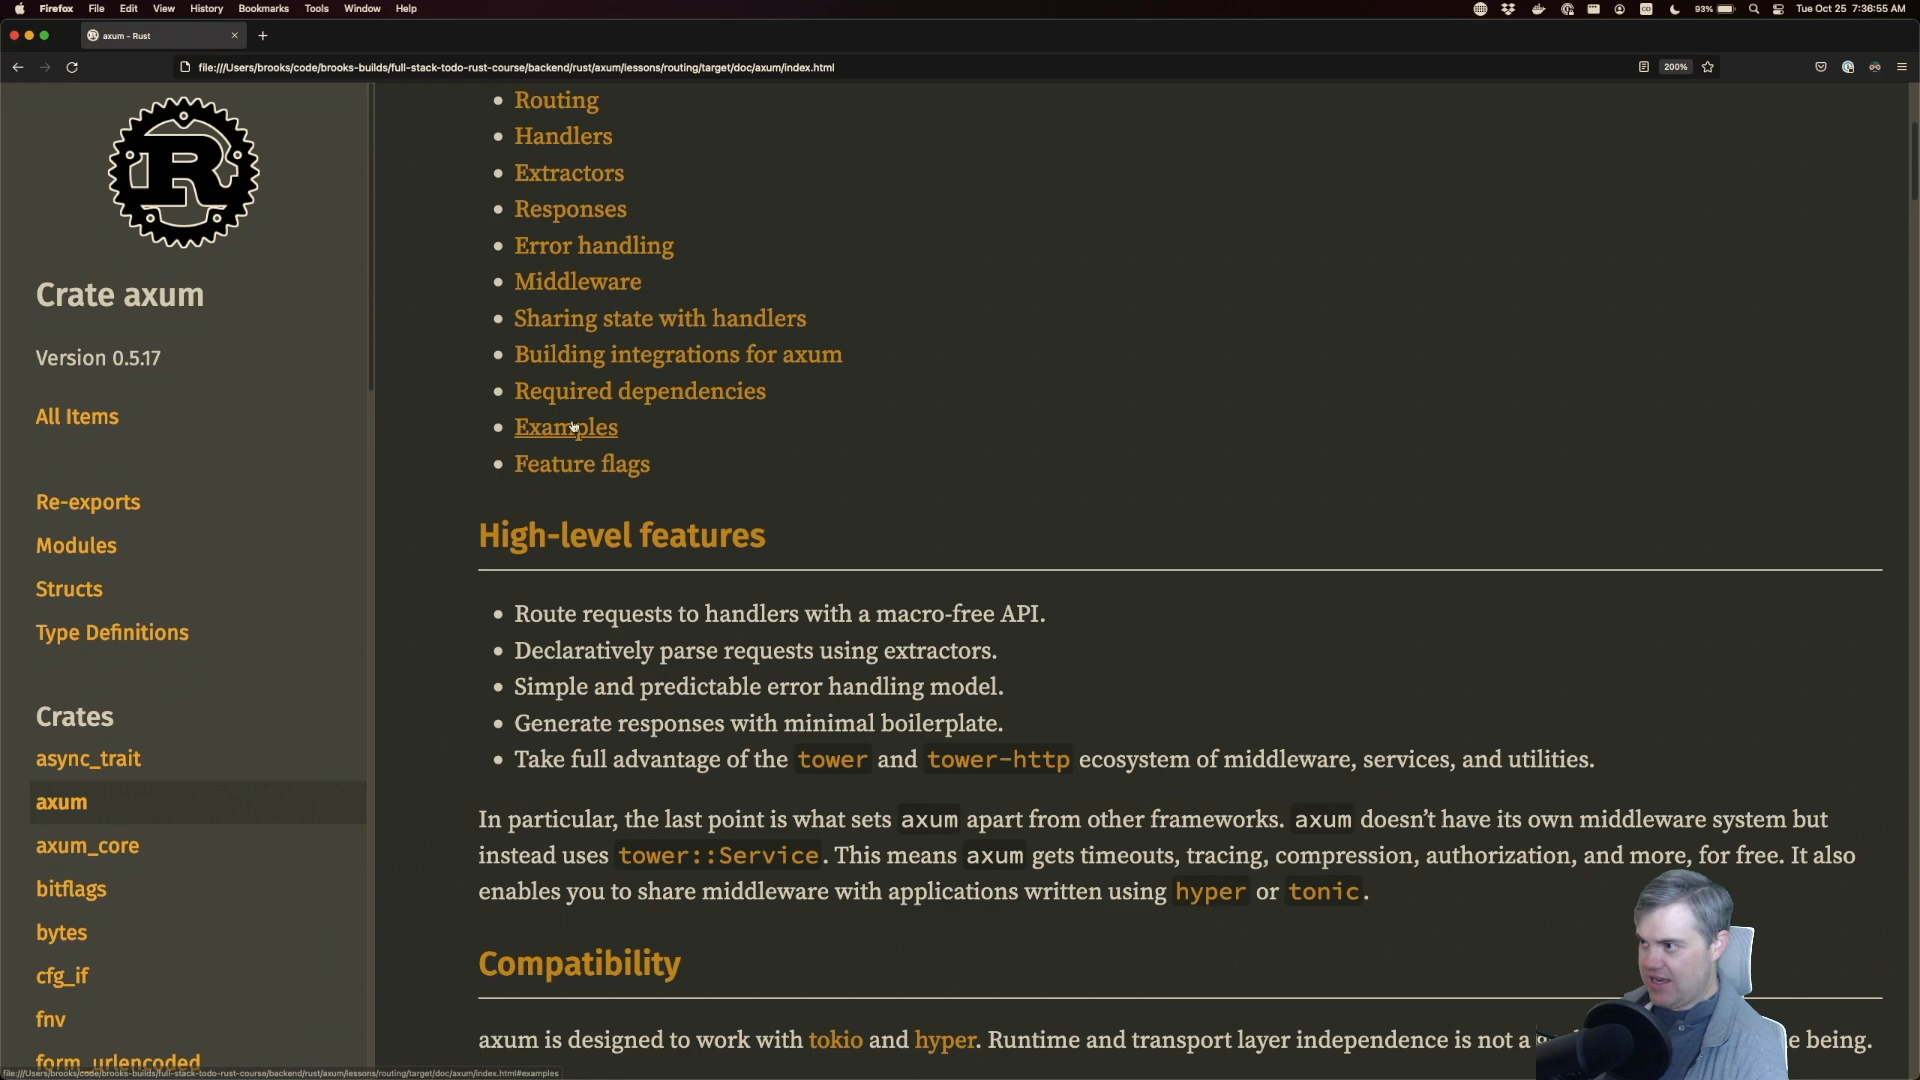 Firefox File Edit View History Bookmarks Tools Window Help
93% Tue Oct 25 7:36:55 AM
axum - Rust
file:///Users/brooks/code/brooks-builds/full-stack-todo-rust-course/backend/rust/axum/lessons/routing/target/doc/axum/index.html
200%
Crate axum
Version 0.5.17
All Items
Re-exports
Modules
Structs
Type Definitions
Crates
async_trait
axum
axum_core
bitflags
bytes
cfg_if
fnv
form_urlencoded
Routing
Handlers
Extractors
Responses
Error handling
Middleware
Sharing state with handlers
Building integrations for axum
Required dependencies
Examples
Feature flags
High-level features
Route requests to handlers with a macro-free API.
Declaratively parse requests using extractors.
Simple and predictable error handling model.
Generate responses with minimal boilerplate.
Take full advantage of the tower and tower-http ecosystem of middleware, services, and utilities.
In particular, the last point is what sets axum apart from other frameworks. axum doesn’t have its own middleware system but
instead uses tower::Service. This means axum gets timeouts, tracing, compression, authorization, and more, for free. It also
enables you to share middleware with applications written using hyper or tonic.
Compatibility
axum is designed to work with tokio and hyper. Runtime and transport layer independence is not a being.
file:///Users/brooks/code/brooks-builds/full-stack-todo-rust-course/backend/rust/axum/lessons/routing/target/doc/axum/index.html#examples